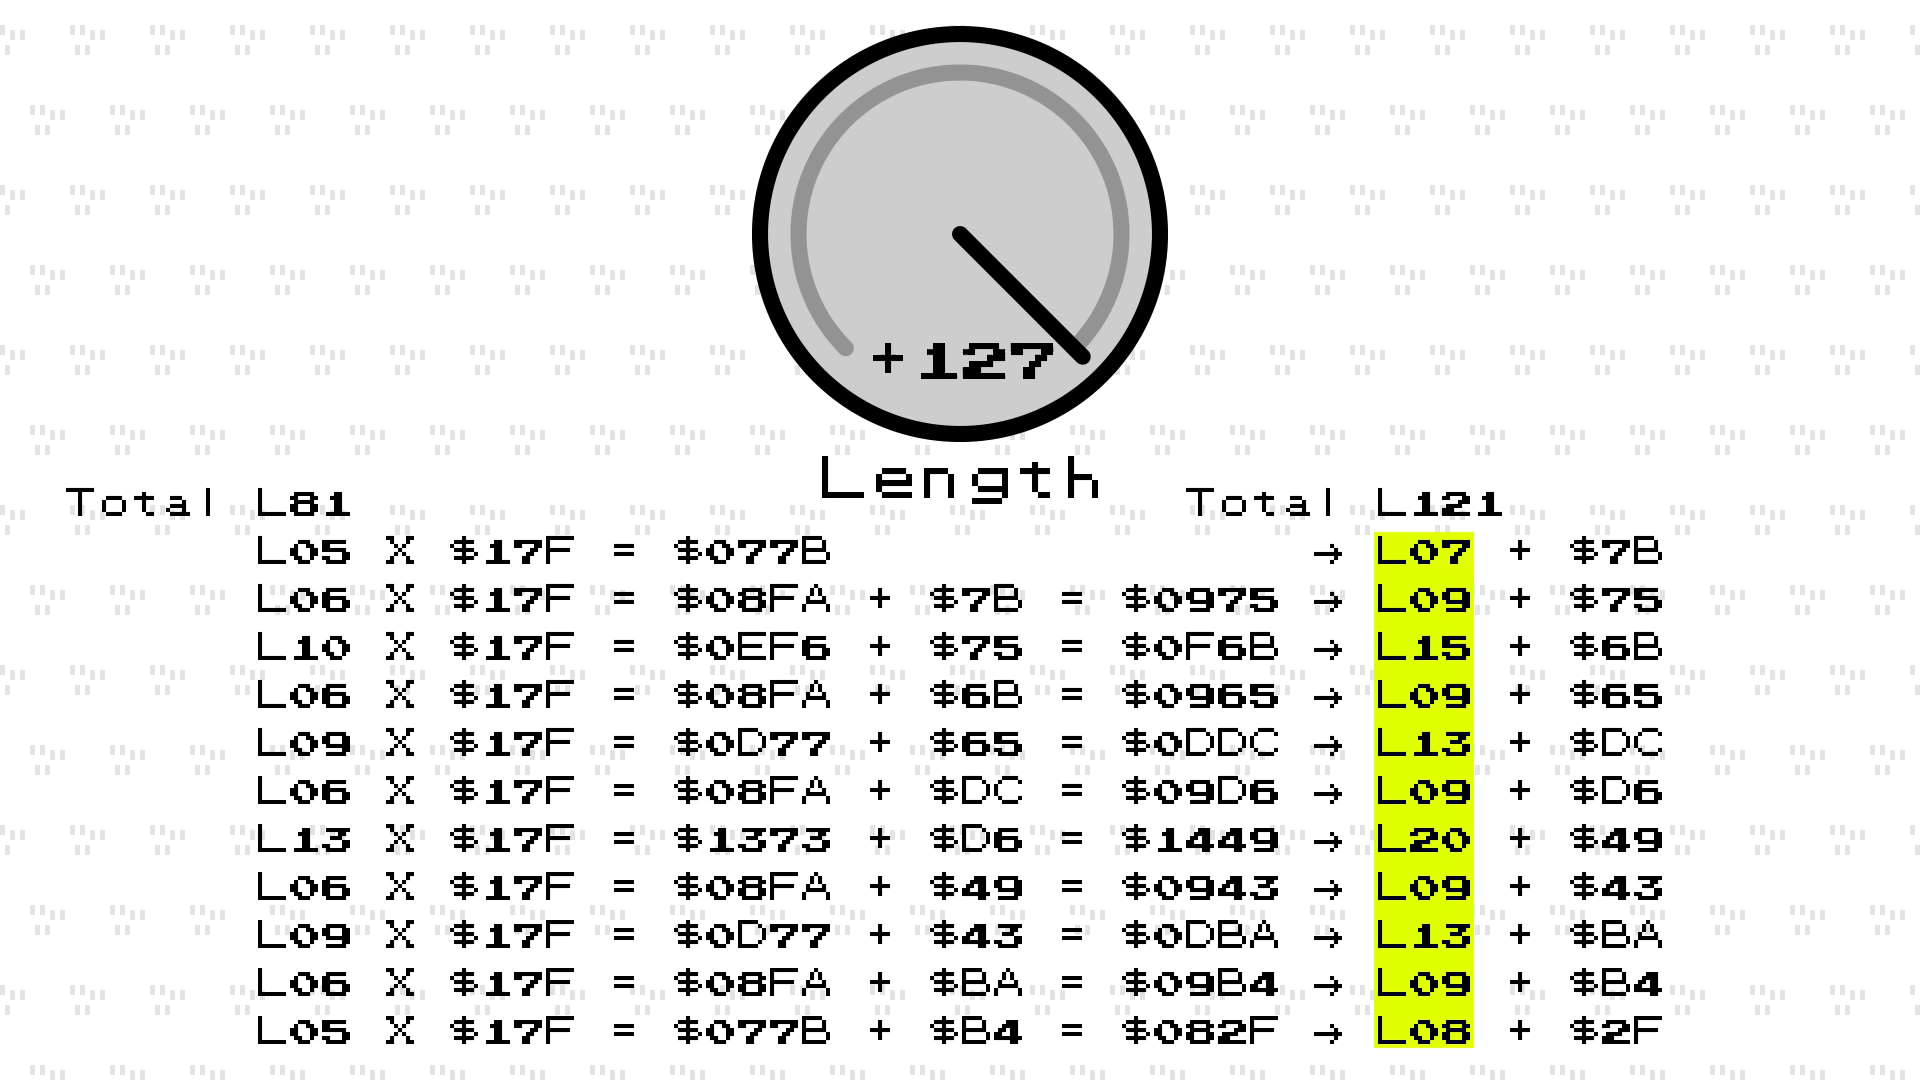 +127
Length
Total L81 Total L121
L05 X $17F = $077B → L07 + $7B
L06 X $17F = $08FA + $7B = $0975 → L09 + $75
L10 X $17F = $0EF6 + $75 = $0F6B → L15 + $6B
L06 X $17F = $08FA + $6B = $0965 → L09 + $65
L09 X $17F = $0D77 + $65 = $0DDC → L13 + $DC
L06 X $17F = $08FA + $DC = $09D6 → L09 + $D6
L13 X $17F = $1373 + $D6 = $1449 → L20 + $49
L06 X $17F = $08FA + $49 = $0943 → L09 + $43
L09 X $17F = $0D77 + $43 = $0DBA → L13 + $BA
L06 X $17F = $08FA + $BA = $09B4 → L09 + $B4
L05 X $17F = $077B + $B4 = $082F → L08 + $2F